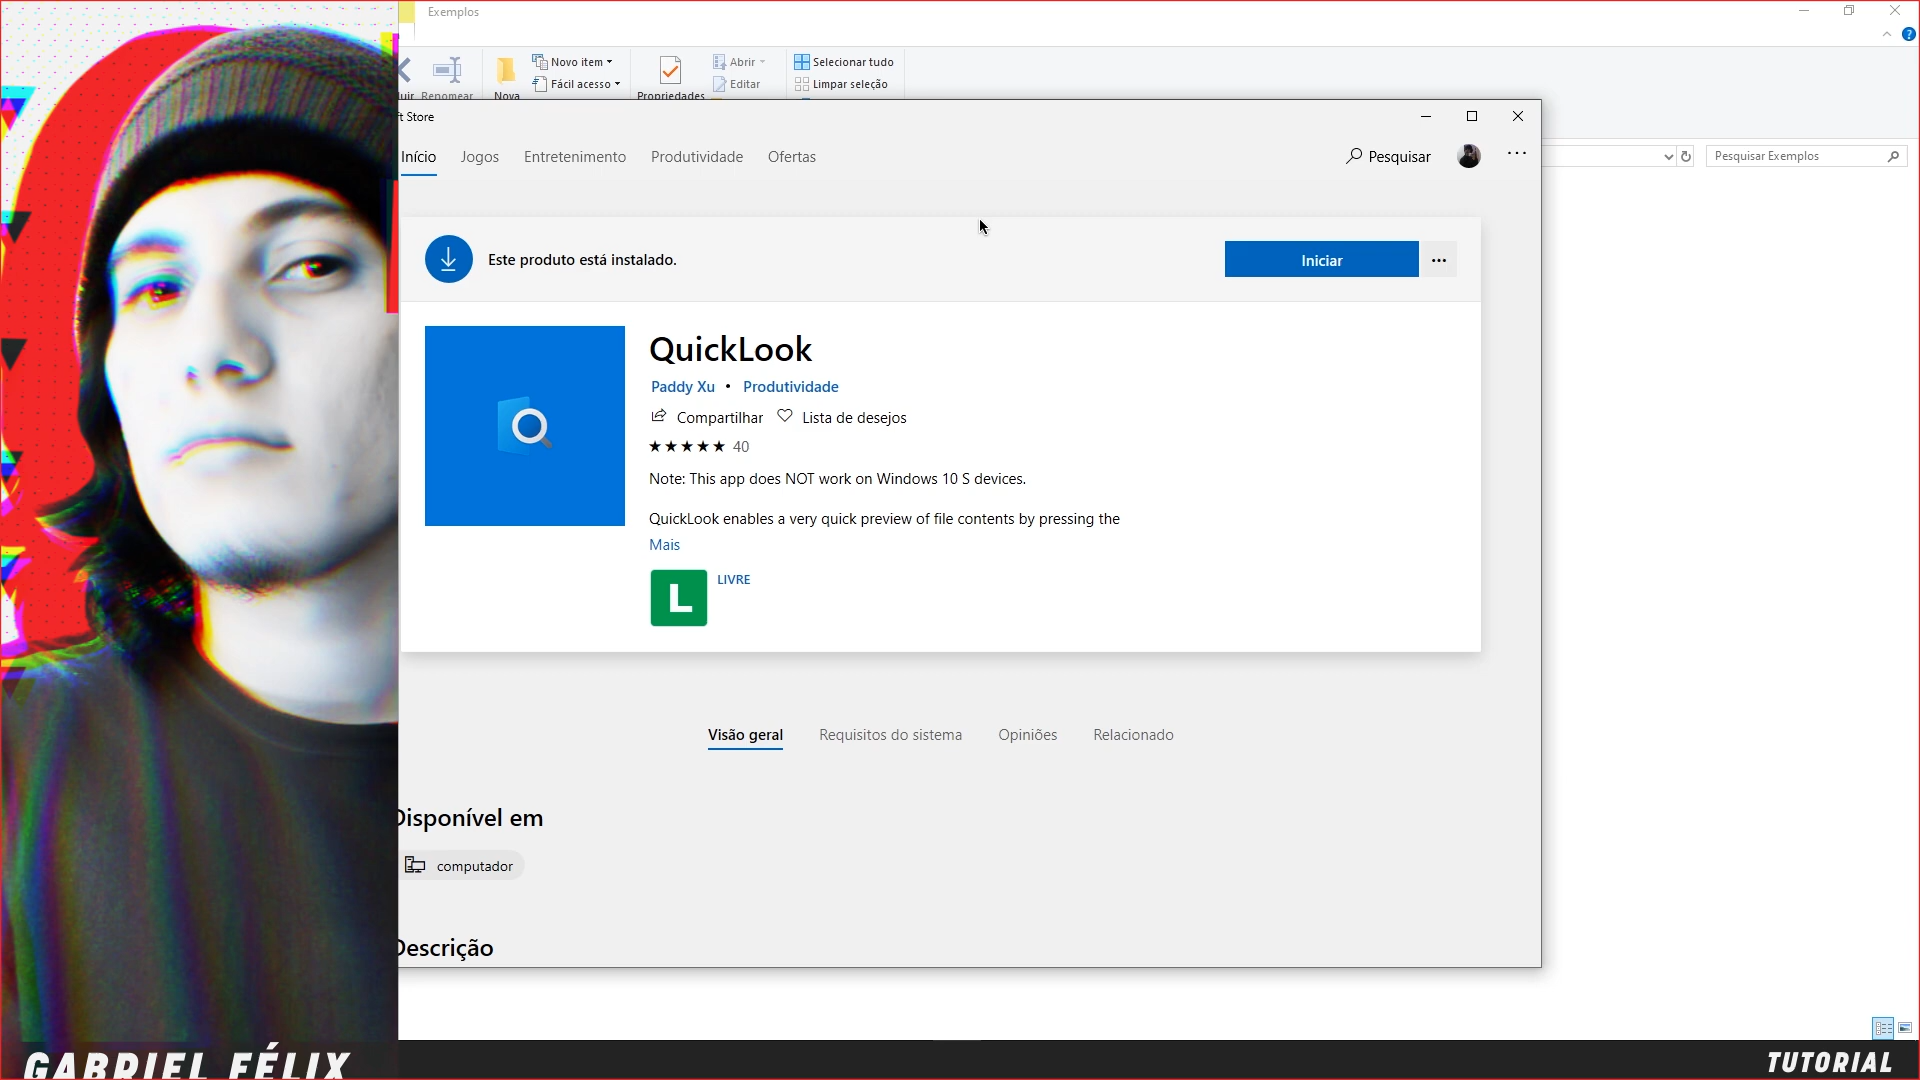 Exemplos
Novo item
Fácil acesso
uir
Renomear
Nova
Propriedades
Abrir
Editar
Selecionar tudo
Limpar seleção
ft Store
Início
Jogos
Entretenimento
Produtividade
Ofertas
Pesquisar
Pesquisar Exemplos
Este produto está instalado.
Iniciar
QuickLook
Paddy Xu • Produtividade
Compartilhar
Lista de desejos
★★★★★ 40
Note: This app does NOT work on Windows 10 S devices.
QuickLook enables a very quick preview of file contents by pressing the
Mais
L
LIVRE
Visão geral
Requisitos do sistema
Opiniões
Relacionado
Disponível em
computador
Descrição
GABRIEL FÉLIX
TUTORIAL